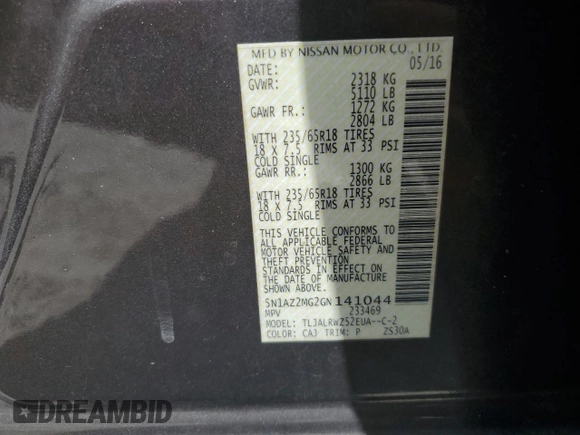 MFD BY NISSAN MOTOR CO., LTD.
DATE: 05/16
GVWR: 2318 KG
5110 LB
GAWR FR.: 1272 KG
2804 LB
WITH 235/65R18 TIRES
18 X 7.5 RIMS AT 33 PSI
COLD SINGLE
GAWR RR.: 1300 KG
2866 LB
WITH 235/65R18 TIRES
18 X 7.5 RIMS AT 33 PSI
COLD SINGLE
THIS VEHICLE CONFORMS TO
ALL APPLICABLE FEDERAL
MOTOR VEHICLE SAFETY AND
THEFT PREVENTION
STANDARDS IN EFFECT ON
THE DATE OF MANUFACTURE
5N1AZ2MG2GN141044
MPV 233469
MODEL: TLJALRWZ52EUA--C-2
COLOR: CAJ TRIM: P ZS30A
DREAMBID